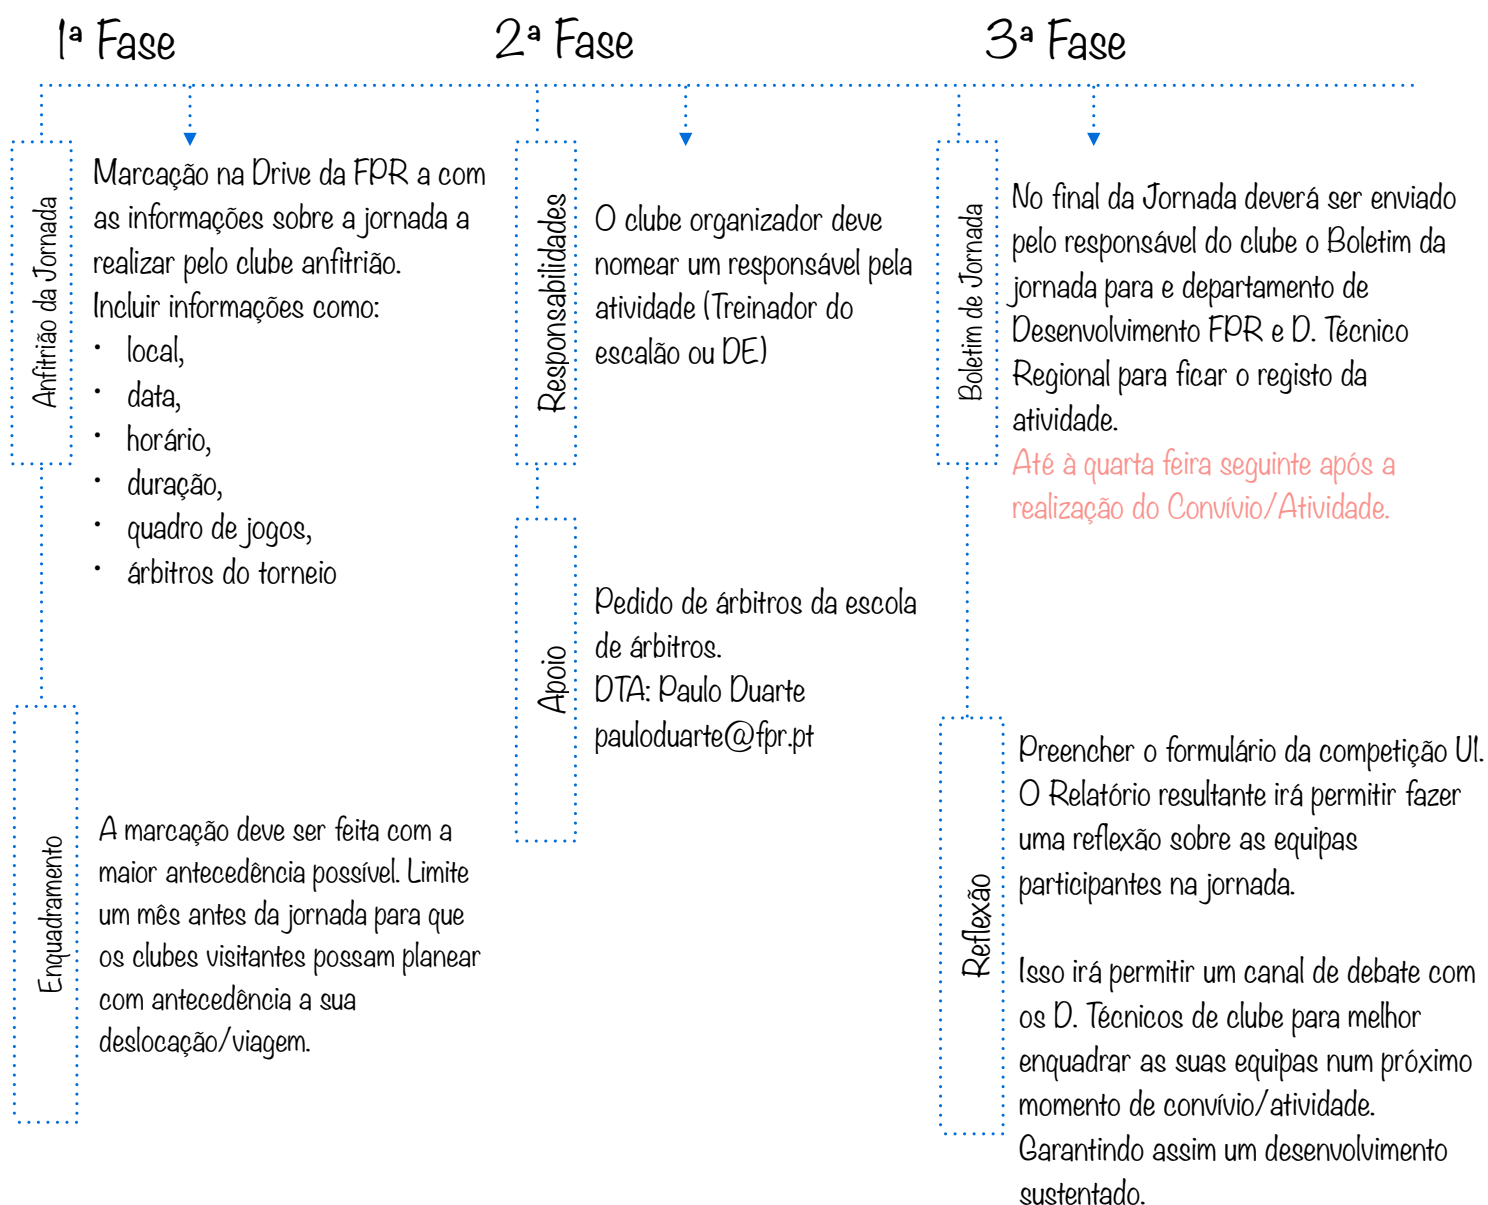 1ª Fase
Anfitrião da Jornada
Marcação na Drive da FPR a com
as informações sobre a jornada a
realizar pelo clube anfitrião.
Incluir informações como:
• local,
• data,
• horário,
• duração,
• quadro de jogos,
• árbitros do torneio
Enquadramento
A marcação deve ser feita com a
maior antecedência possível. Limite
um mês antes da jornada para que
os clubes visitantes possam planear
com antecedência a sua
deslocação/viagem.
2ª Fase
Responsabilidades
O clube organizador deve
nomear um responsável pela
atividade (Treinador do
escalão ou DE)
Apoio
Pedido de árbitros da escola
de árbitros.
DTA: Paulo Duarte
pauloduarte@fpr.pt
3ª Fase
Boletim de Jornada
No final da Jornada deverá ser enviado
pelo responsável do clube o Boletim da
jornada para e departamento de
Desenvolvimento FPR e D. Técnico
Regional para ficar o registo da
atividade.
Até à quarta feira seguinte após a
realização do Convívio/Atividade.
Reflexão
Preencher o formulário da competição U1.
O Relatório resultante irá permitir fazer
uma reflexão sobre as equipas
participantes na jornada.
Isso irá permitir um canal de debate com
os D. Técnicos de clube para melhor
enquadrar as suas equipas num próximo
momento de convívio/atividade.
Garantindo assim um desenvolvimento
sustentado.